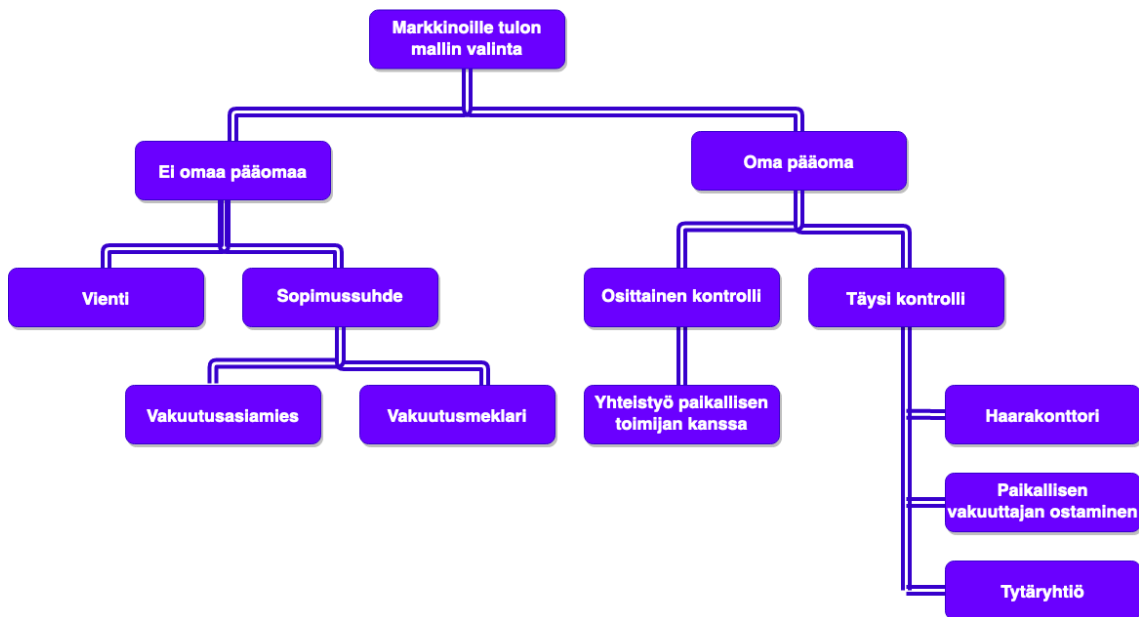 Markkinoille tulon
mallin valinta
Ei omaa pääomaa
Oma pääoma
Vienti
Sopimussuhde
Osittainen kontrolli
Täysi kontrolli
Vakuutusasiamies
Vakuutusmeklari
Yhteistyö paikallisen
toimijan kanssa
Haarakonttori
Paikallisen
vakuuttajan ostaminen
Tytäryhtiö